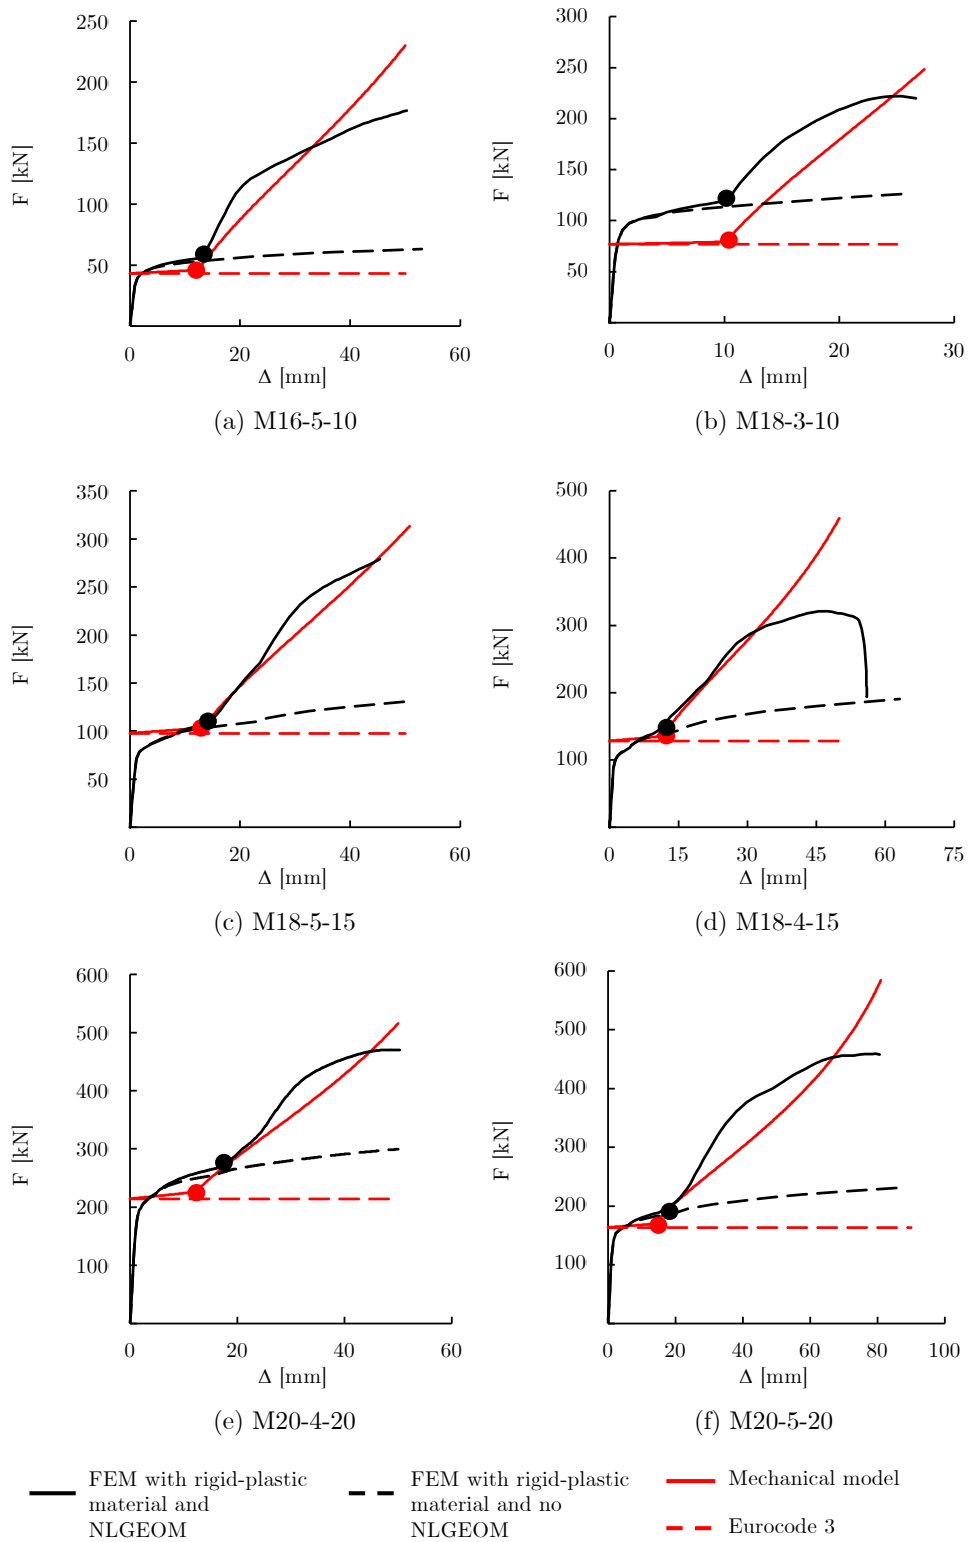 250
200
150
100
50
F [kN]
0
20
40
60
Δ [mm]
(a) M16-5-10
300
250
200
150
100
50
F [kN]
0
10
20
30
Δ [mm]
(b) M18-3-10
350
300
250
200
150
100
50
F [kN]
0
20
40
60
Δ [mm]
(c) M18-5-15
500
400
300
200
100
F [kN]
0
15
30
45
60
75
Δ [mm]
(d) M18-4-15
600
500
400
300
200
100
F [kN]
0
20
40
60
Δ [mm]
(e) M20-4-20
600
500
400
300
200
100
F [kN]
0
20
40
60
80
100
Δ [mm]
(f) M20-5-20
FEM with rigid-plastic
material and
NLGEOM
FEM with rigid-plastic
material and no
NLGEOM
Mechanical model
Eurocode 3